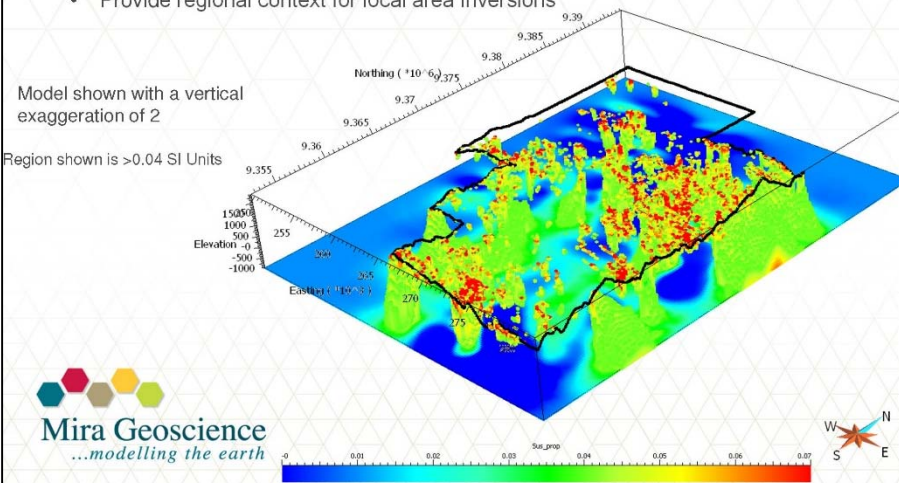 • Provide regional context for local area inversions
Model shown with a vertical
exaggeration of 2
Region shown is >0.04 SI Units
Northing ( *10^6 )
9.355
9.36
9.365
9.37
9.375
9.38
9.385
9.39
1500
1000
500
Elevation -0
-500
-1000
255
260
265
270
275
Mira Geoscience
...modelling the earth
Sus_prop
-0 0.01 0.02 0.03 0.04 0.05 0.06 0.07
W N
S E